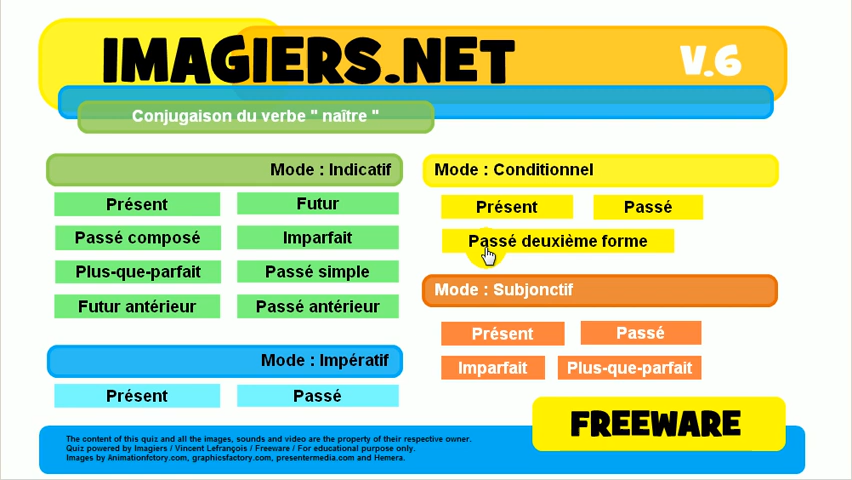 IMAGIERS.NET
V.6
Conjugaison du verbe " naître "
Mode : Indicatif
Présent
Futur
Passé composé
Imparfait
Plus-que-parfait
Passé simple
Futur antérieur
Passé antérieur
Mode : Impératif
Présent
Passé
Mode : Conditionnel
Présent
Passé
Passé deuxième forme
Mode : Subjonctif
Présent
Passé
Imparfait
Plus-que-parfait
FREEWARE
The content of this quiz and all the images, sounds and video are the property of their respective owner.
Quiz powered by Imagiers / Vincent Lefrançois / Freeware / For educational purpose only.
Images by Animationfctory.com, graphicsfactory.com, presentermedia.com and Hemera.